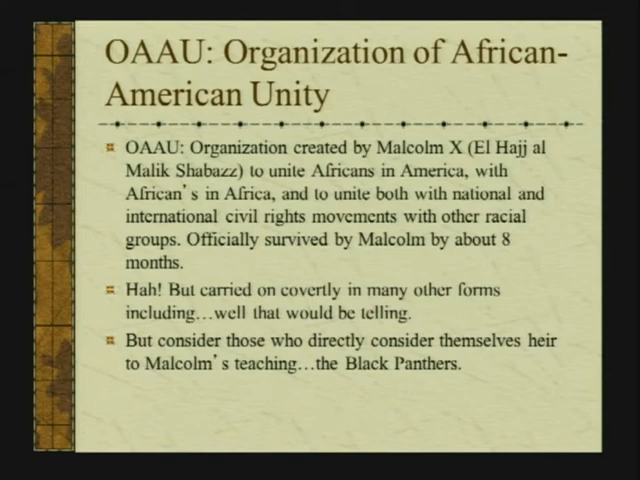 OAAU: Organization of African-
American Unity
OAAU: Organization created by Malcolm X (El Hajj al
Malik Shabazz) to unite Africans in America, with
African's in Africa, and to unite both with national and
international civil rights movements with other racial
groups. Officially survived by Malcolm by about 8
months.
Hah! But carried on covertly in many other forms
including…well that would be telling.
But consider those who directly consider themselves heir
to Malcolm's teaching…the Black Panthers.